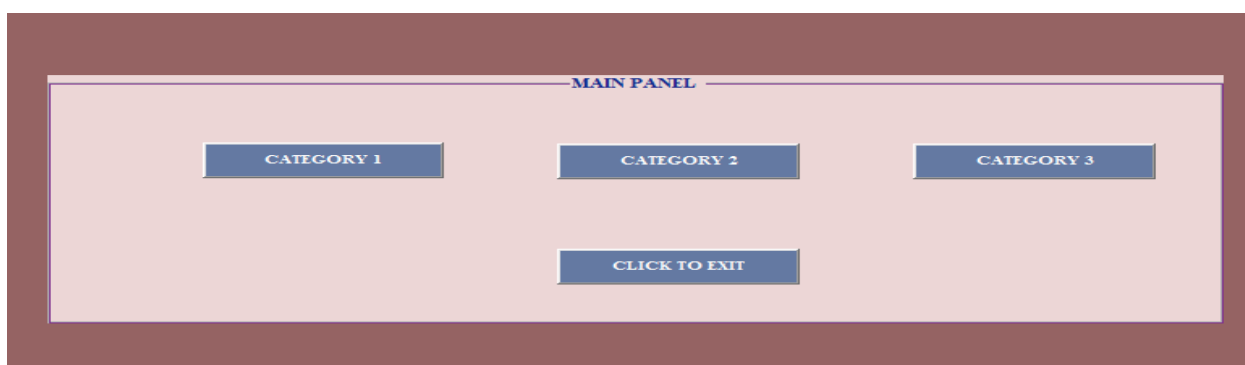 MAIN PANEL
CATEGORY 1
CATEGORY 2
CATEGORY 3
CLICK TO EXIT